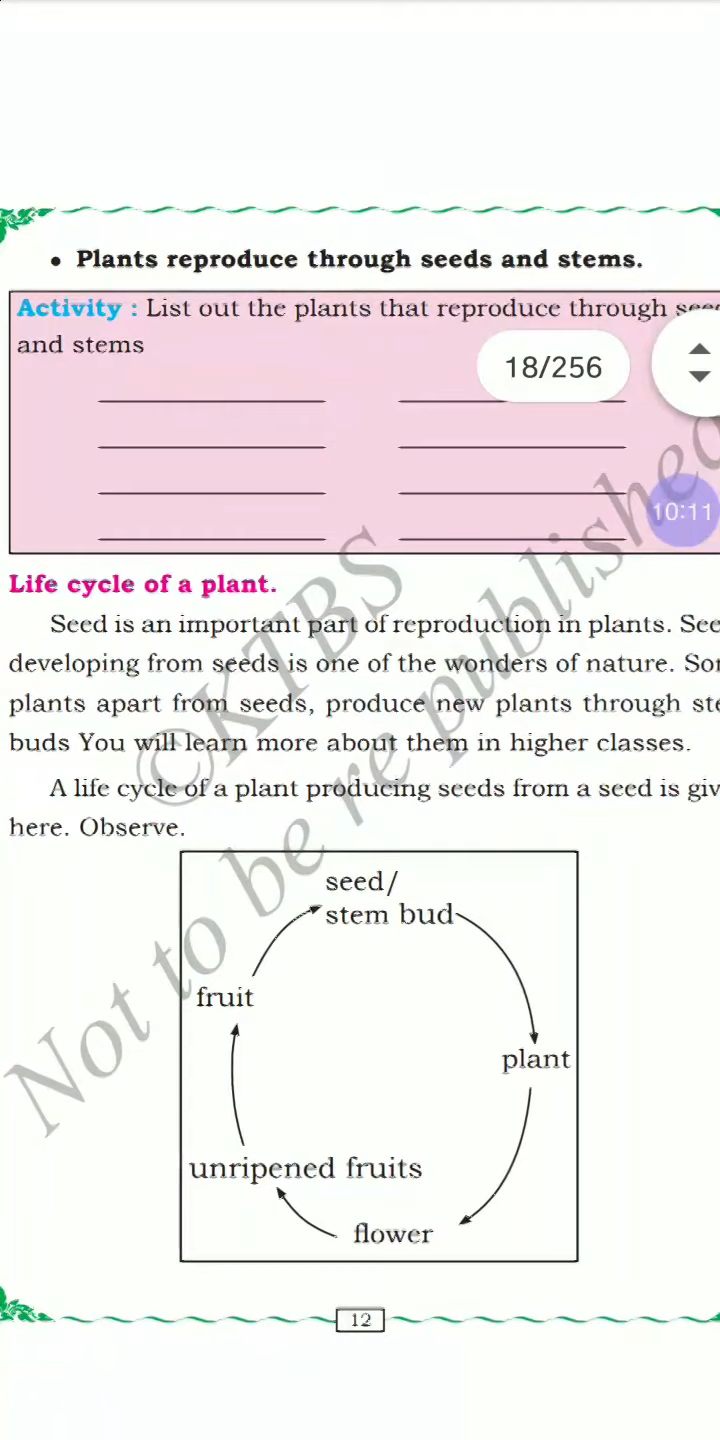 • Plants reproduce through seeds and stems.
Activity : List out the plants that reproduce through
and stems
18/256
10:11
Life cycle of a plant.
Seed is an important part of reproduction in plants.
developing from seeds is one of the wonders of nature.
plants apart from seeds, produce new plants through
buds You will learn more about them in higher classes.
A life cycle of a plant producing seeds from a seed is
here. Observe.
seed/
stem bud
fruit
plant
unripened fruits
flower
©KTBS
Not to be re published
12